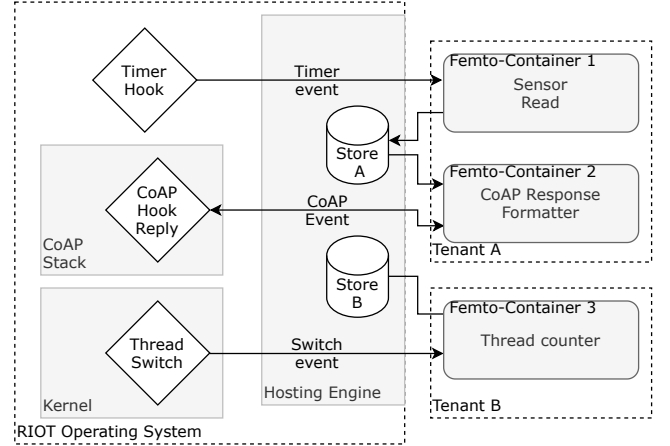 Femto-Container 1
Timer
Hook
Timer
event
Sensor
Read
Store
A
Femto-Container 2
CoAP
Hook
Reply
CoAP
Event
CoAP Response
Formatter
CoAP
Stack
Tenant A
Store
B
Femto-Container 3
Thread
Switch
Switch
event
Thread counter
Hosting Engine
Kernel
Tenant B
RIOT Operating System